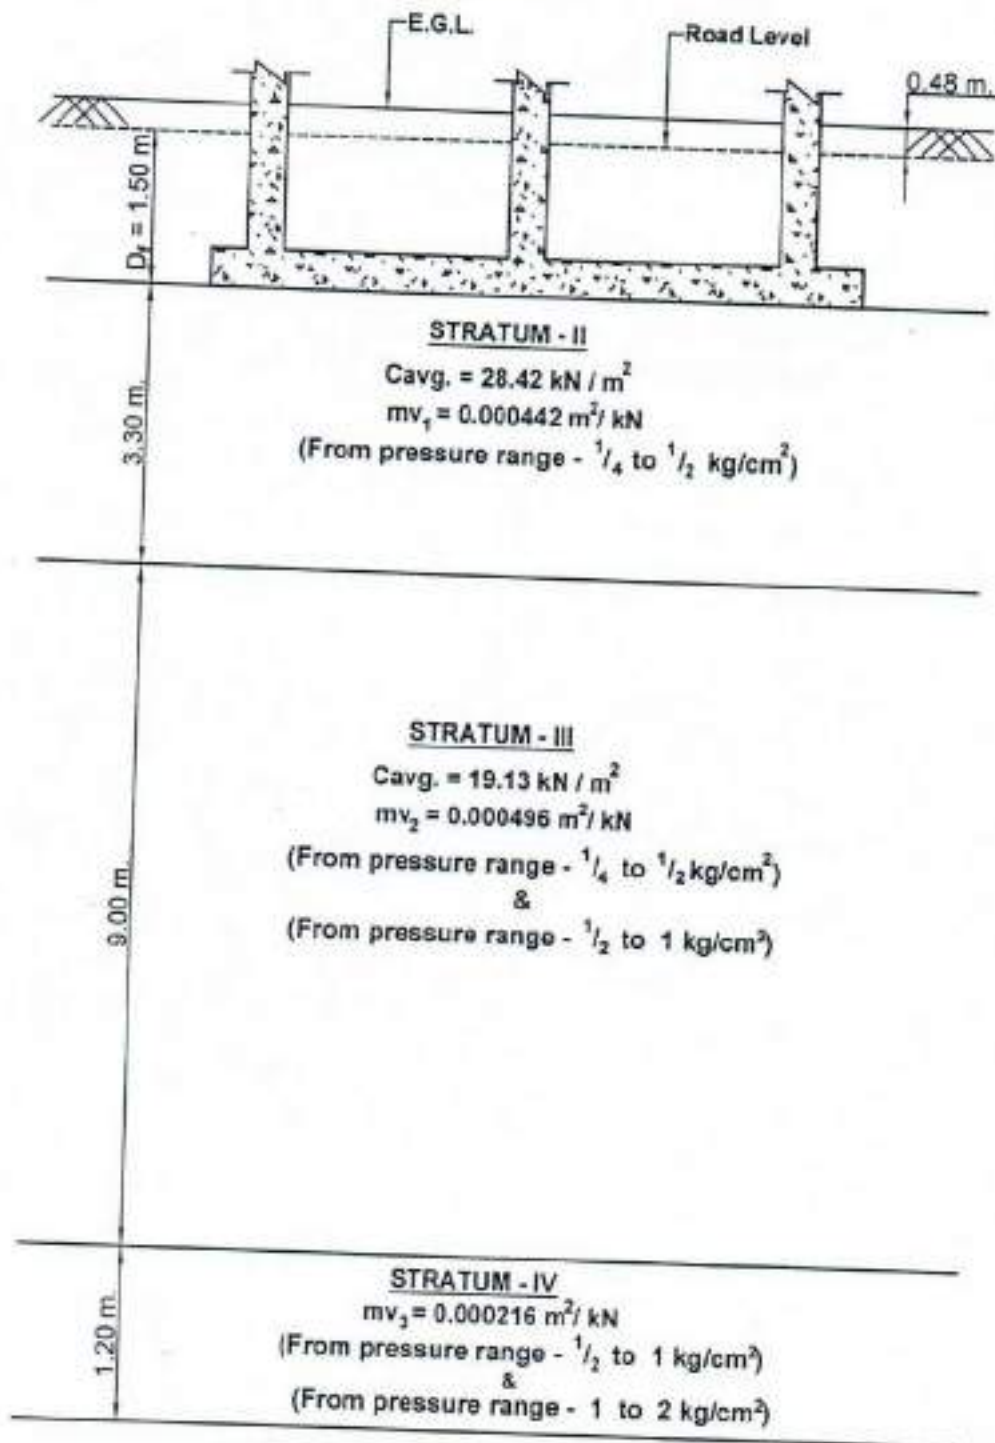 E.G.L.
Road Level
0.48 m.
D_f = 1.50 m
STRATUM - II
Cavg. = 28.42 kN / m²
mv₁ = 0.000442 m²/ kN
(From pressure range - ¹/₄ to ¹/₂ kg/cm²)
3.30 m.
STRATUM - III
Cavg. = 19.13 kN / m²
mv₂ = 0.000496 m²/ kN
(From pressure range - ¹/₄ to ¹/₂ kg/cm²)
&
(From pressure range - ¹/₂ to 1 kg/cm²)
9.00 m.
STRATUM - IV
mv₃ = 0.000216 m²/ kN
(From pressure range - ¹/₂ to 1 kg/cm²)
&
(From pressure range - 1 to 2 kg/cm²)
1.20 m.